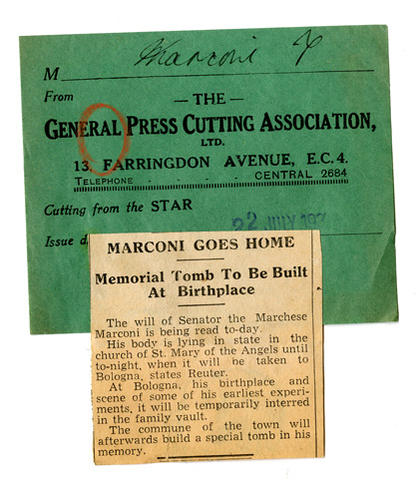 M Marconi
From
— THE —
GENERAL PRESS CUTTING ASSOCIATION,
LTD.
13, FARRINGDON AVENUE, E.C. 4.
TELEPHONE - - - CENTRAL 2684
Cutting from the STAR
22 JULY 193
Issue d
MARCONI GOES HOME
Memorial Tomb To Be Built
At Birthplace
The will of Senator the Marchese
Marconi is being read to-day.
His body is lying in state in the
church of St. Mary of the Angels until
to-night, when it will be taken to
Bologna, states Reuter.
At Bologna, his birthplace and
scene of some of his earliest experi-
ments, it will be temporarily interred
in the family vault.
The commune of the town will
afterwards build a special tomb in his
memory.